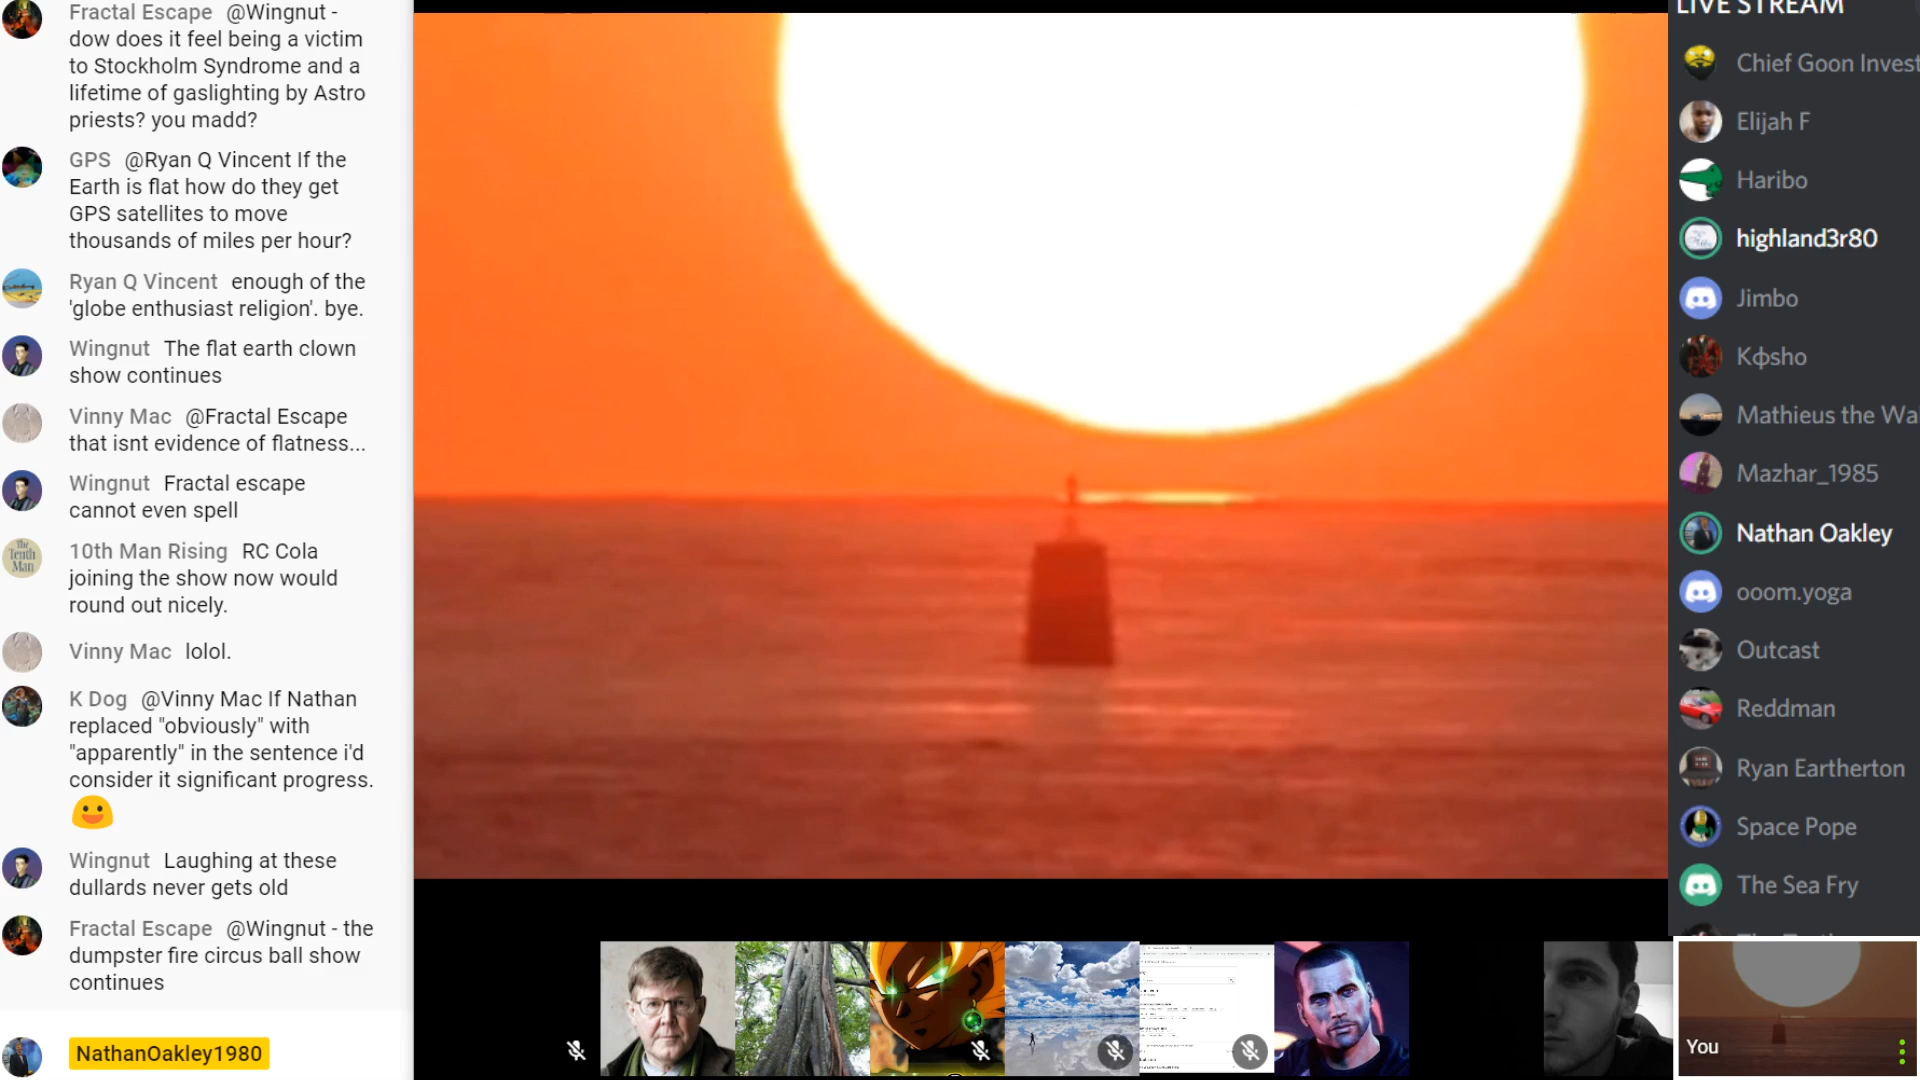 Fractal Escape @Wingnut -
dow does it feel being a victim
to Stockholm Syndrome and a
lifetime of gaslighting by Astro
priests? you madd?
GPS @Ryan Q Vincent If the
Earth is flat how do they get
GPS satellites to move
thousands of miles per hour?
Ryan Q Vincent enough of the
'globe enthusiast religion'. bye.
Wingnut The flat earth clown
show continues
Vinny Mac @Fractal Escape
that isnt evidence of flatness...
Wingnut Fractal escape
cannot even spell
The
Tenth
Man
10th Man Rising RC Cola
joining the show now would
round out nicely.
Vinny Mac lolol.
K Dog @Vinny Mac If Nathan
replaced "obviously" with
"apparently" in the sentence i'd
consider it significant progress.
Wingnut Laughing at these
dullards never gets old
Fractal Escape @Wingnut - the
dumpster fire circus ball show
continues
NathanOakley1980
LIVE STREAM
Chief Goon Invest
Elijah F
Haribo
highland3r80
Jimbo
Kфsho
Mathieus the Wa
Mazhar_1985
Nathan Oakley
ooom.yoga
Outcast
Reddman
Ryan Eartherton
Space Pope
The Sea Fry
You